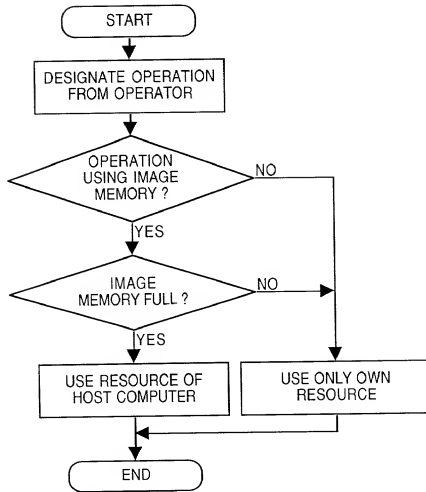 START
DESIGNATE OPERATION
FROM OPERATOR
OPERATION
USING IMAGE
MEMORY ?
NO
YES
IMAGE
MEMORY FULL ?
NO
YES
USE RESOURCE OF
HOST COMPUTER
USE ONLY OWN
RESOURCE
END